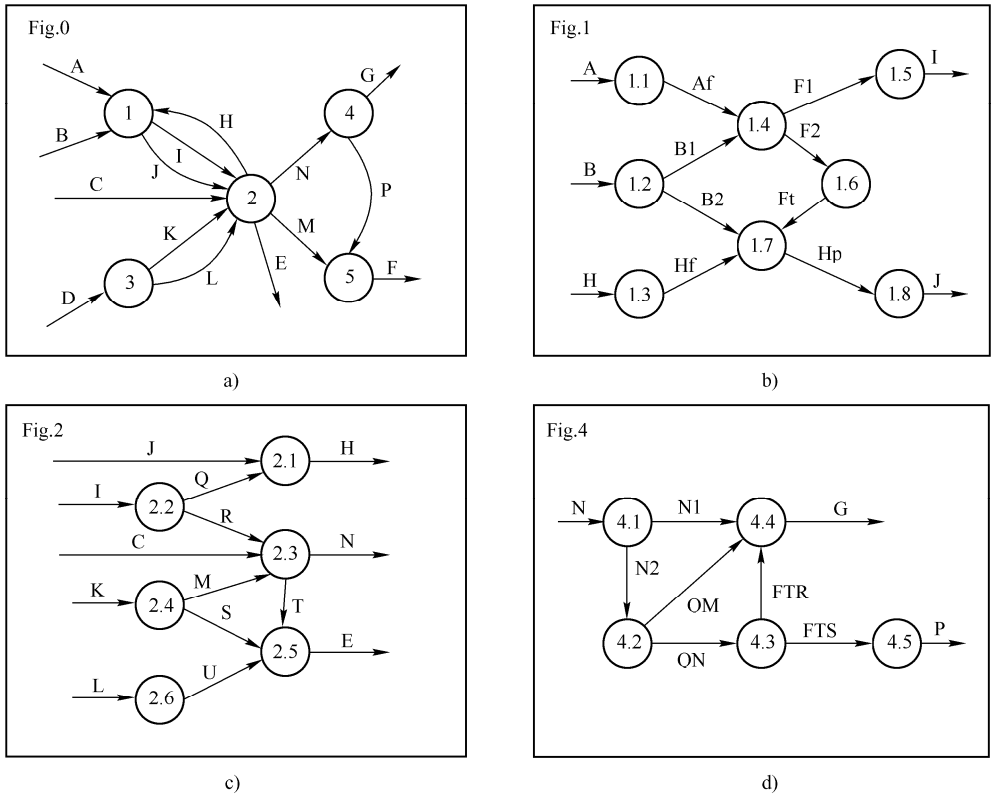 Fig.0
A
B
C
D
1
H
I
J
K
L
3
2
N
M
E
4
G
P
5
F
a)
Fig.1
A
1.1
Af
B
1.2
B1
B2
H
1.3
Hf
1.4
F1
F2
1.5
I
1.6
Ft
1.7
Hp
1.8
J
b)
Fig.2
J
2.1
H
I
2.2
Q
R
C
2.3
N
K
2.4
M
S
T
2.5
E
L
2.6
U
c)
Fig.4
N
4.1
N1
4.4
G
N2
OM
FTR
4.2
QN
4.3
FTS
4.5
P
d)